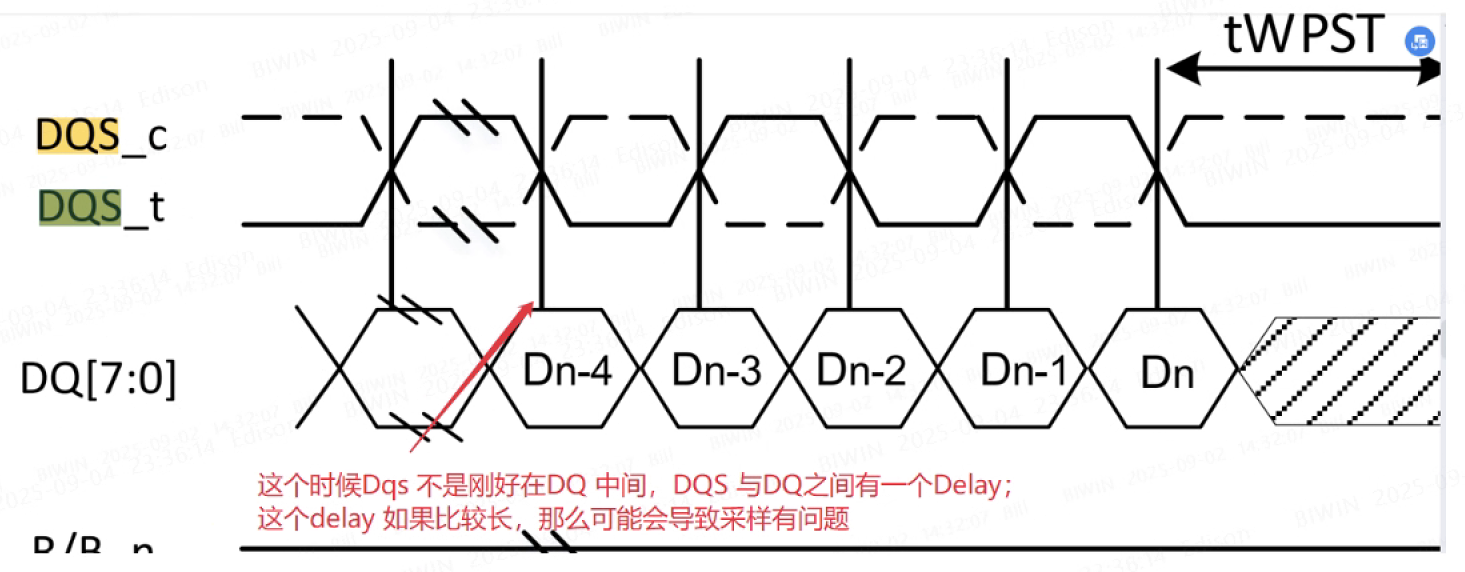 tWPST
DQS_c
DQS_t
DQ[7:0]
Dn-4 Dn-3 Dn-2 Dn-1 Dn
这个时候Dqs 不是刚好在DQ 中间，DQS 与DQ之间有一个Delay；
这个delay 如果比较长，那么可能会导致采样有问题
R/B_n